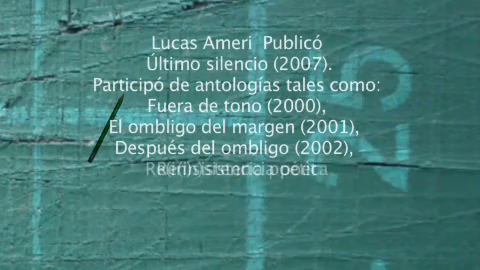 Lucas Ameri Publicó
Último silencio (2007).
Participó de antologías tales como:
Fuera de tono (2000),
El ombligo del margen (2001),
Después del ombligo (2002),